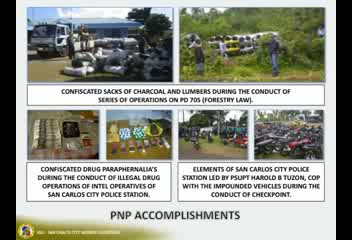 CONFISCATED SACKS OF CHARCOAL AND LUMBERS DURING THE CONDUCT OF
SERIES OF OPERATIONS ON PD 705 (FORESTRY LAW).
CONFISCATED DRUG PARAPHERNALIA'S
DURING THE CONDUCT OF ILLEGAL DRUG
OPERATIONS OF INTEL OPERATIVES OF
SAN CARLOS CITY POLICE STATION.
ELEMENTS OF SAN CARLOS CITY POLICE
STATION LED BY PSUPT HAROLD B TUZON, COP
WITH THE IMPOUNDED VEHICLES DURING THE
CONDUCT OF CHECKPOINT.
PNP ACCOMPLISHMENTS
SAN CARLOS CITY